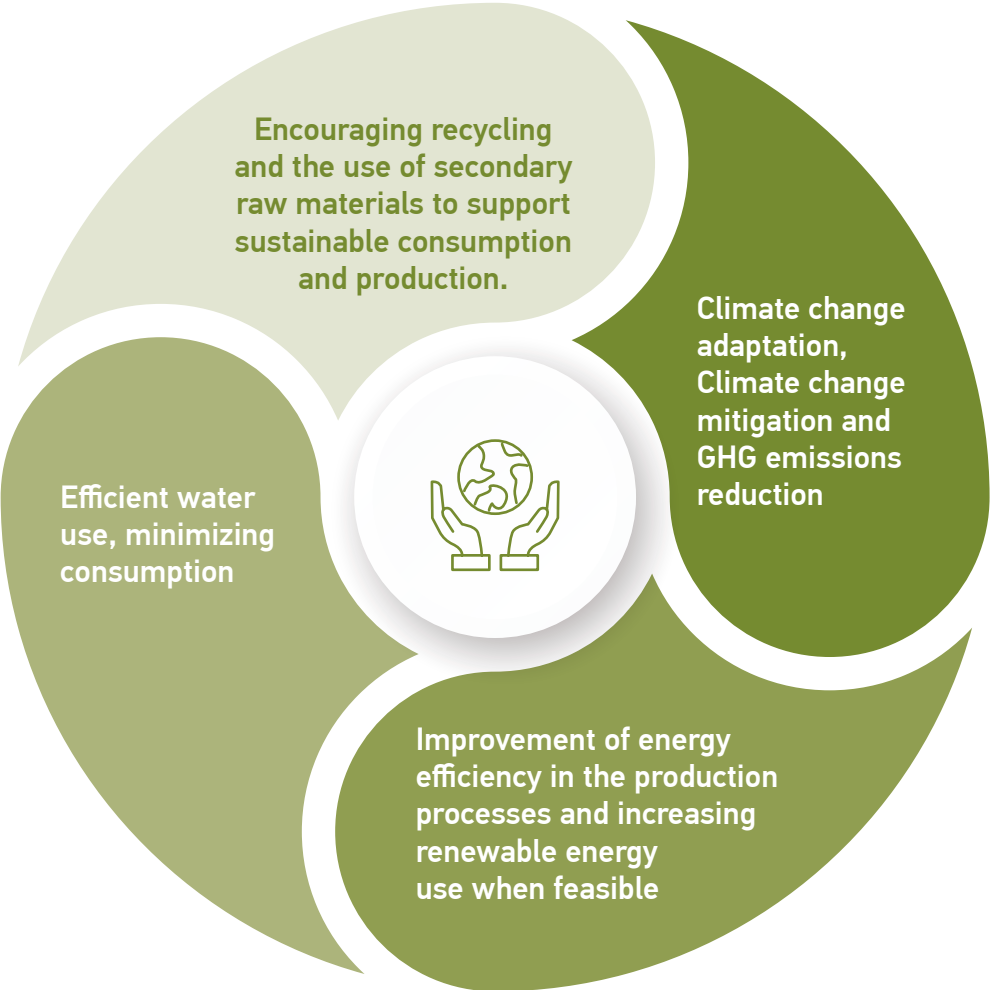 Encouraging recycling
and the use of secondary
raw materials to support
sustainable consumption
and production.
Climate change
adaptation,
Climate change
mitigation and
GHG emissions
reduction
Improvement of energy
efficiency in the production
processes and increasing
renewable energy
use when feasible
Efficient water
use, minimizing
consumption